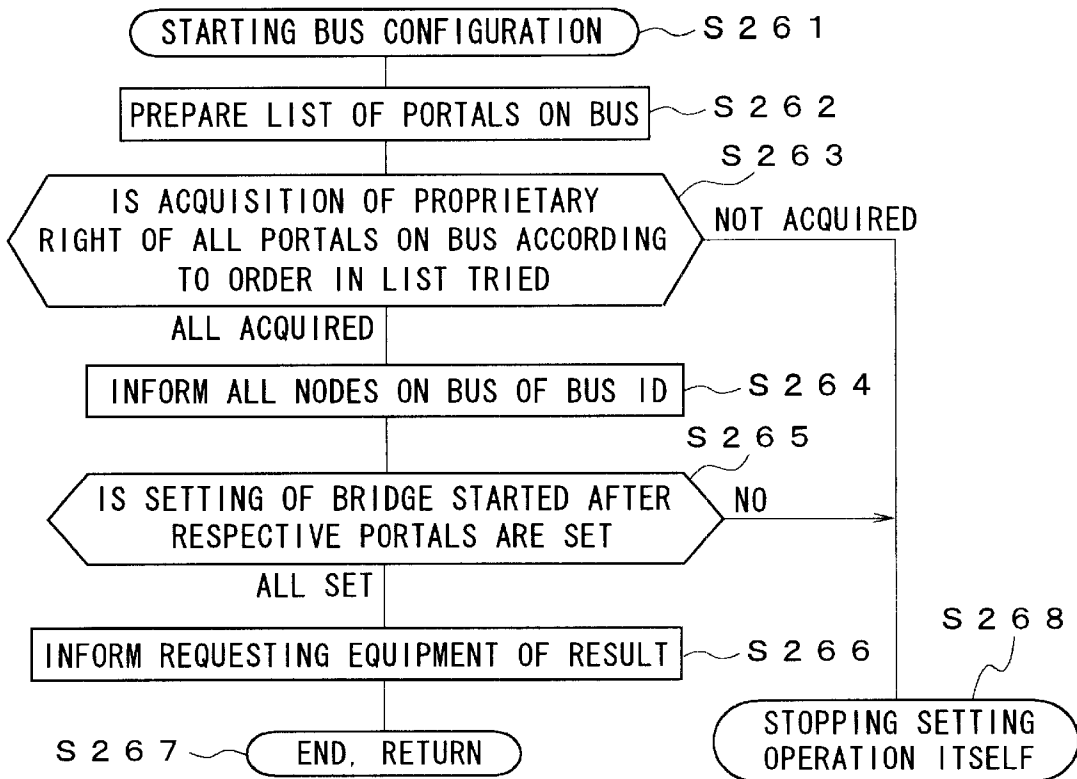 STARTING BUS CONFIGURATION
S261
PREPARE LIST OF PORTALS ON BUS
S262
S263
IS ACQUISITION OF PROPRIETARY
RIGHT OF ALL PORTALS ON BUS ACCORDING
TO ORDER IN LIST TRIED
NOT ACQUIRED
ALL ACQUIRED
INFORM ALL NODES ON BUS OF BUS ID
S264
S265
IS SETTING OF BRIDGE STARTED AFTER
RESPECTIVE PORTALS ARE SET
NO
ALL SET
INFORM REQUESTING EQUIPMENT OF RESULT
S266
S268
S267
END, RETURN
STOPPING SETTING
OPERATION ITSELF